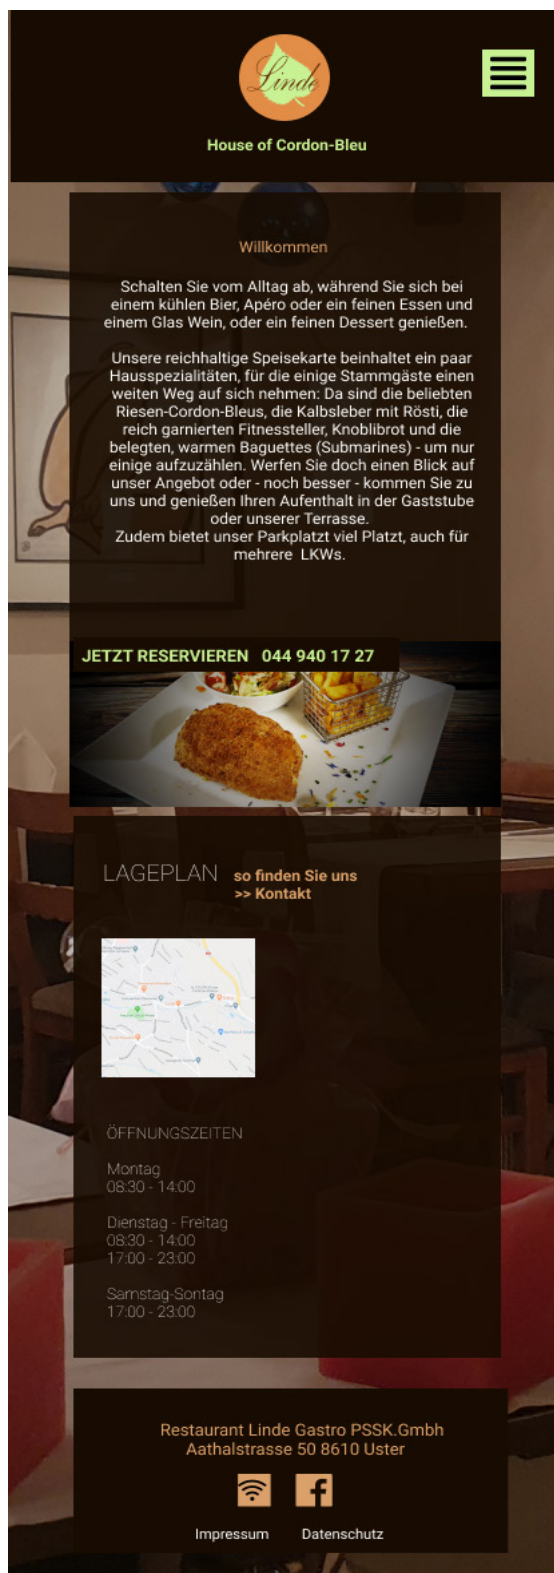 Linde
House of Cordon-Bleu
Willkommen
Schalten Sie vom Alltag ab, während Sie sich bei
einem kühlen Bier, Apéro oder ein feinen Essen und
einem Glas Wein, oder ein feinen Dessert genießen.
Unsere reichhaltige Speisekarte beinhaltet ein paar
Hausspezialitäten, für die einige Stammgäste einen
weiten Weg auf sich nehmen: Da sind die beliebten
Riesen-Cordon-Bleus, die Kalbsleber mit Rösti, die
reich garnierten Fitnessteller, Knoblibrot und die
belegten, warmen Baguettes (Submarines) - um nur
einige aufzuzählen. Werfen Sie doch einen Blick auf
unser Angebot oder - noch besser - kommen Sie zu
uns und genießen Ihren Aufenthalt in der Gaststube
oder unserer Terrasse.
Zudem bietet unser Parkplatzt viel Platzt, auch für
mehrere LKWs.
JETZT RESERVIEREN 044 940 17 27
LAGEPLAN so finden Sie uns
>> Kontakt
ÖFFNUNGSZEITEN
Montag
08:30 - 14:00
Dienstag - Freitag
08:30 - 14:00
17:00 - 23:00
Samstag-Sontag
17:00 - 23:00
Restaurant Linde Gastro PSSK.Gmbh
Aathalstrasse 50 8610 Uster
Impressum Datenschutz